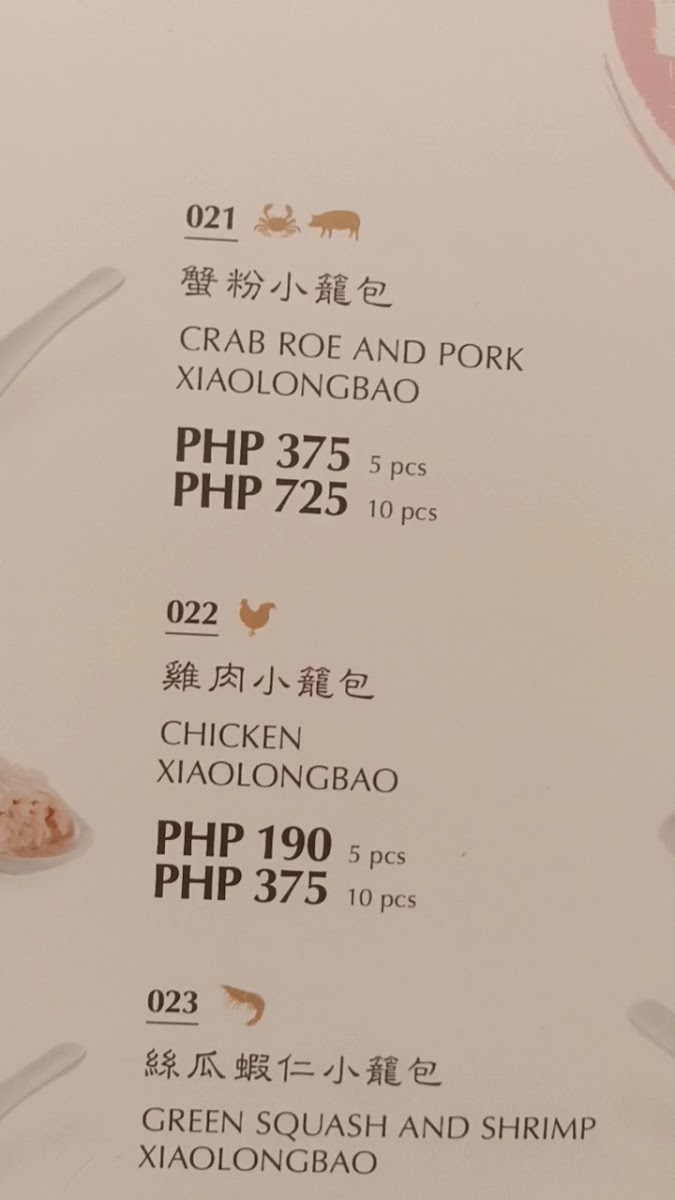 021
蟹粉小籠包
CRAB ROE AND PORK
XIAOLONGBAO
PHP 375 5 pcs
PHP 725 10 pcs
022
雞肉小籠包
CHICKEN
XIAOLONGBAO
PHP 190 5 pcs
PHP 375 10 pcs
023
絲瓜蝦仁小籠包
GREEN SQUASH AND SHRIMP
XIAOLONGBAO